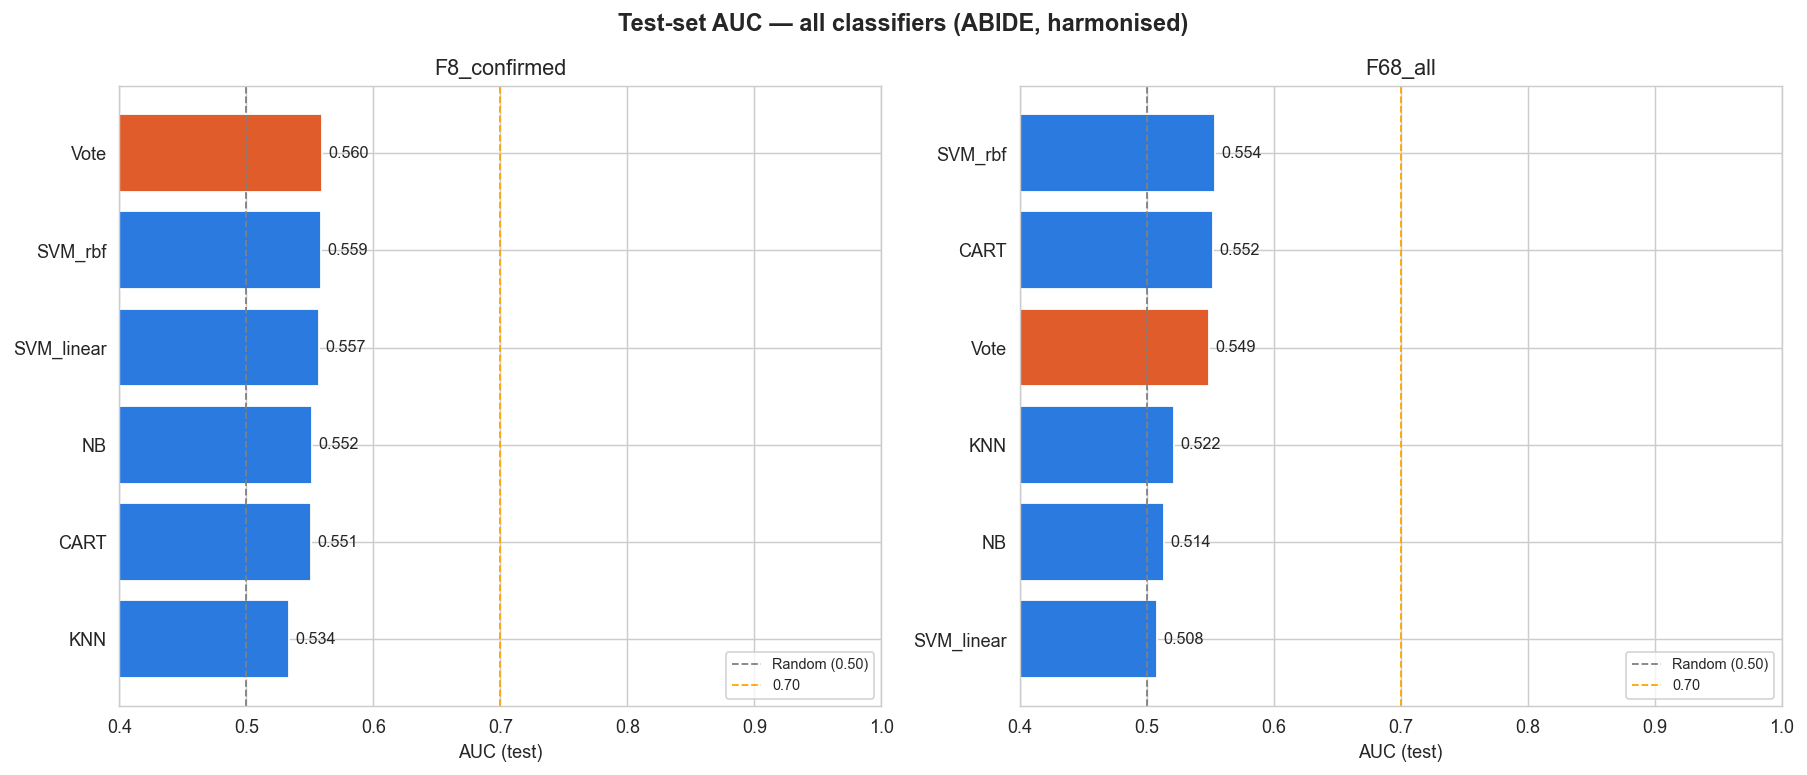 Test-set AUC — all classifiers (ABIDE, harmonised)
F8_confirmed
Vote
0.560
SVM_rbf
0.559
SVM_linear
0.557
NB
0.552
CART
0.551
KNN
0.534
Random (0.50)
0.70
0.4 0.5 0.6 0.7 0.8 0.9 1.0
AUC (test)
F68_all
SVM_rbf
0.554
CART
0.552
Vote
0.549
KNN
0.522
NB
0.514
SVM_linear
0.508
Random (0.50)
0.70
0.4 0.5 0.6 0.7 0.8 0.9 1.0
AUC (test)